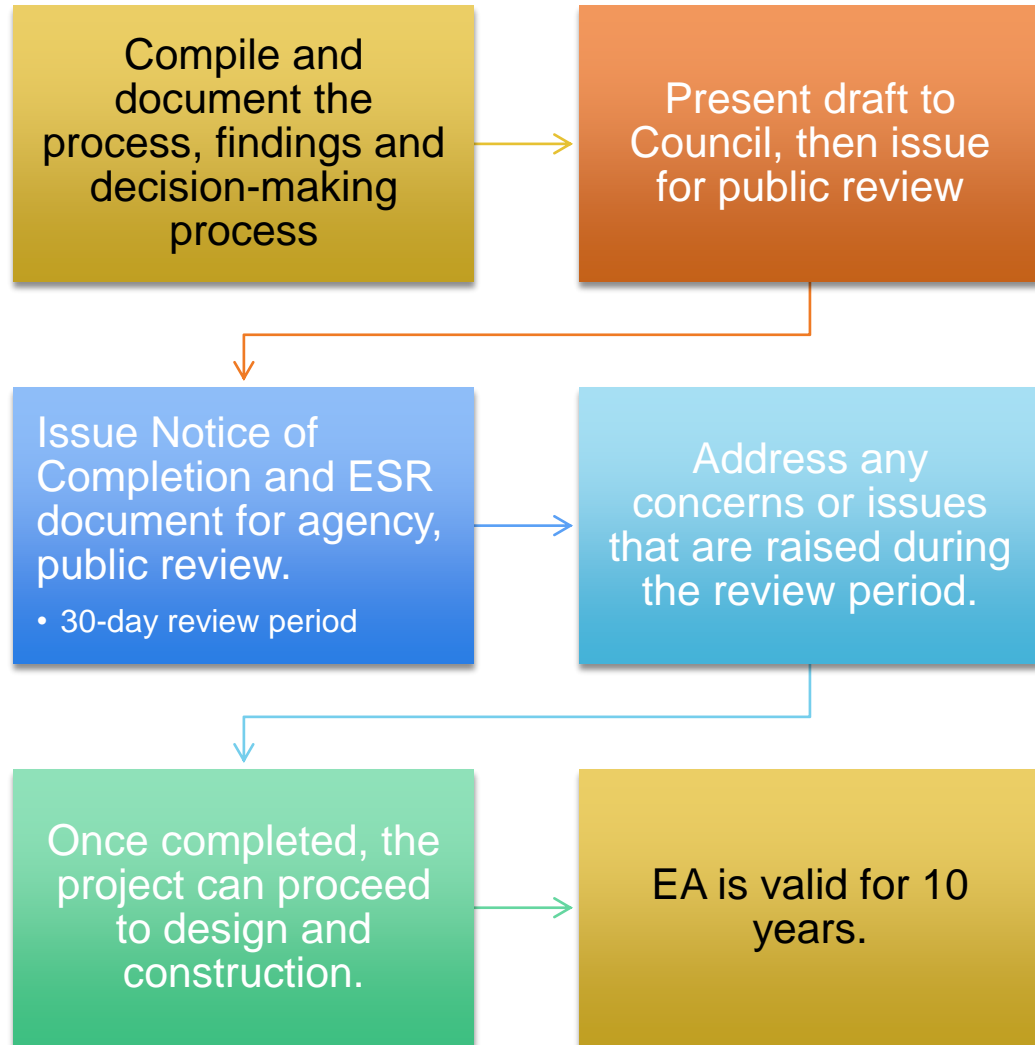 Compile and
document the
process, findings and
decision-making
process
Present draft to
Council, then issue
for public review
Issue Notice of
Completion and ESR
document for agency,
public review.
• 30-day review period
Address any
concerns or issues
that are raised during
the review period.
Once completed, the
project can proceed
to design and
construction.
EA is valid for 10
years.